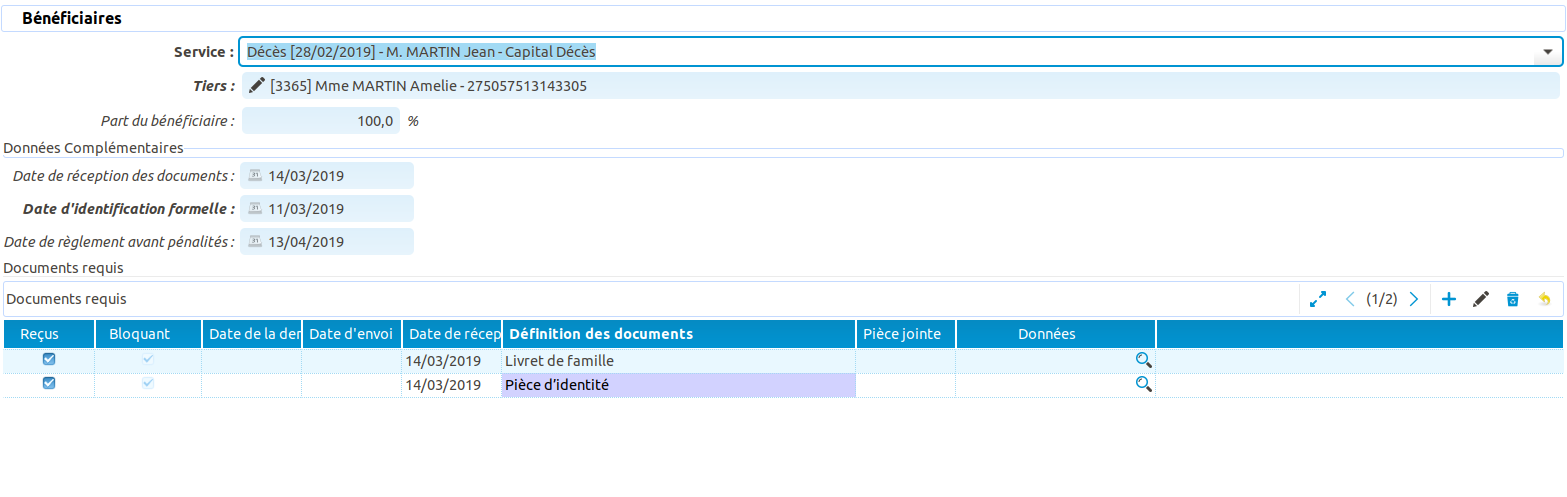 Bénéficiaires
Service : Décès [28/02/2019] - M. MARTIN Jean - Capital Décès
Tiers : [3365] Mme MARTIN Amelie - 275057513143305
Part du bénéficiaire : 100,0 %
Données Complémentaires
Date de réception des documents : 14/03/2019
Date d'identification formelle : 11/03/2019
Date de règlement avant pénalités : 13/04/2019
Documents requis
Documents requis (1/2)
Reçus Bloquant Date de la der Date d'envoi Date de récep Définition des documents Pièce jointe Données
14/03/2019 Livret de famille
14/03/2019 Pièce d’identité